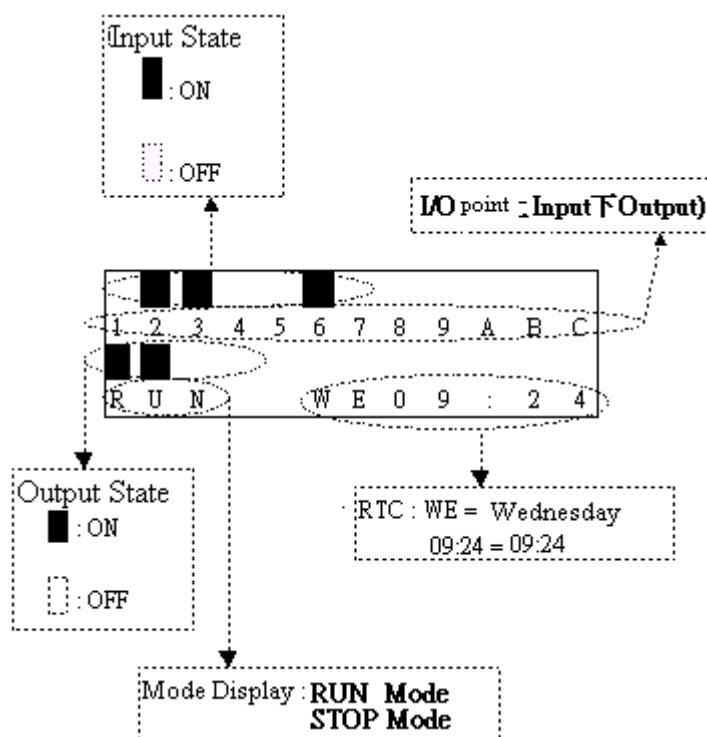 Input State
: ON
: OFF
I/O point : Input下Output)
1 2 3 4 5 6 7 8 9 A B C
R U N W E 0 9 : 2 4
Output State
: ON
: OFF
RTC : WE = Wednesday
09:24 = 09:24
Mode Display : RUN Mode
STOP Mode